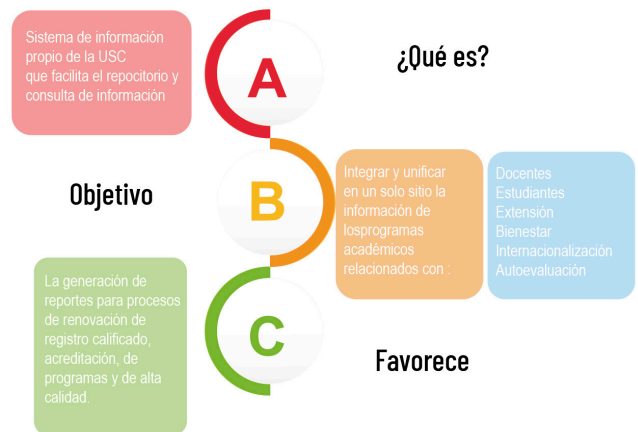 Sistema de información
propio de la USC
que facilita el repocitorio y
consulta de información
A
¿Qué es?
Objetivo
B
Integrar y unificar
en un solo sitio la
información de
losprogramas
académicos
relacionados con :
Docentes
Estudiantes
Extensiòn
Bienestar
Internacionalización
Autoevaluación
La generación de
reportes para procesos
de renovación de
registro calificado,
acreditación, de
programas y de alta
calidad.
C
Favorece